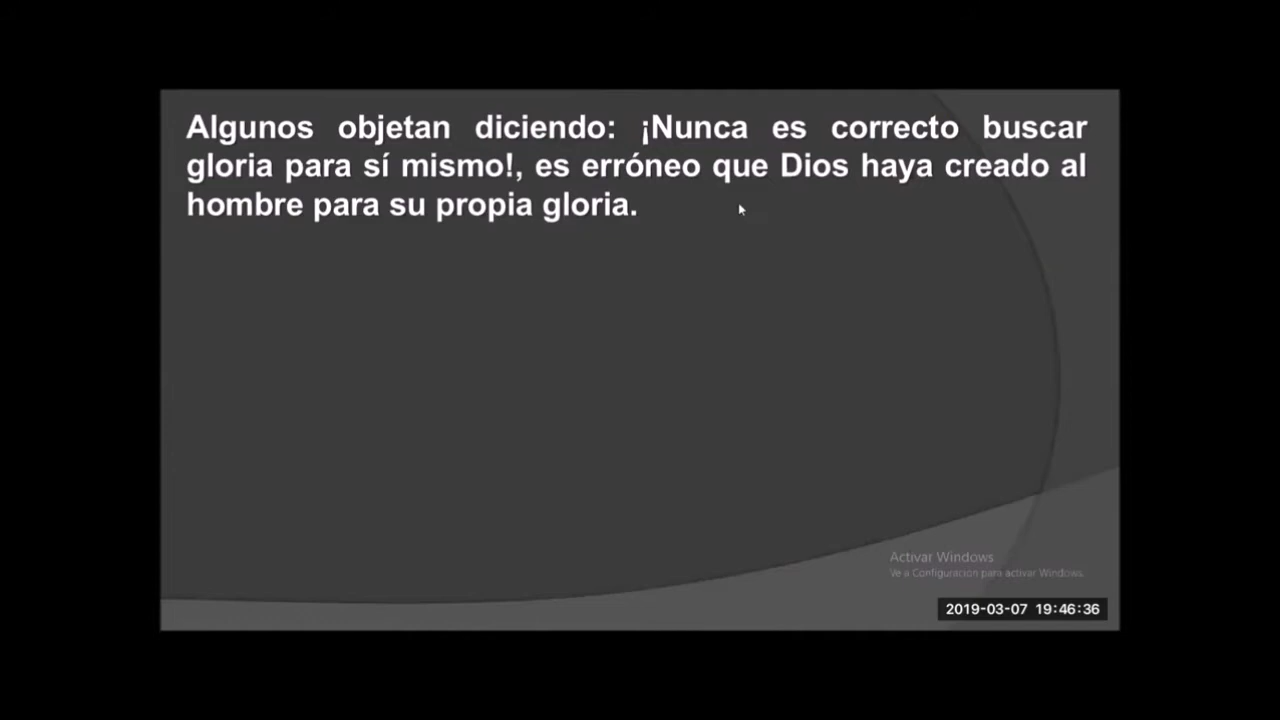 Algunos objetan diciendo: ¡Nunca es correcto buscar
gloria para sí mismo!, es erróneo que Dios haya creado al
hombre para su propia gloria.
Activar Windows
Ve a Configuración para activar Windows.
2019-03-07 19:46:36